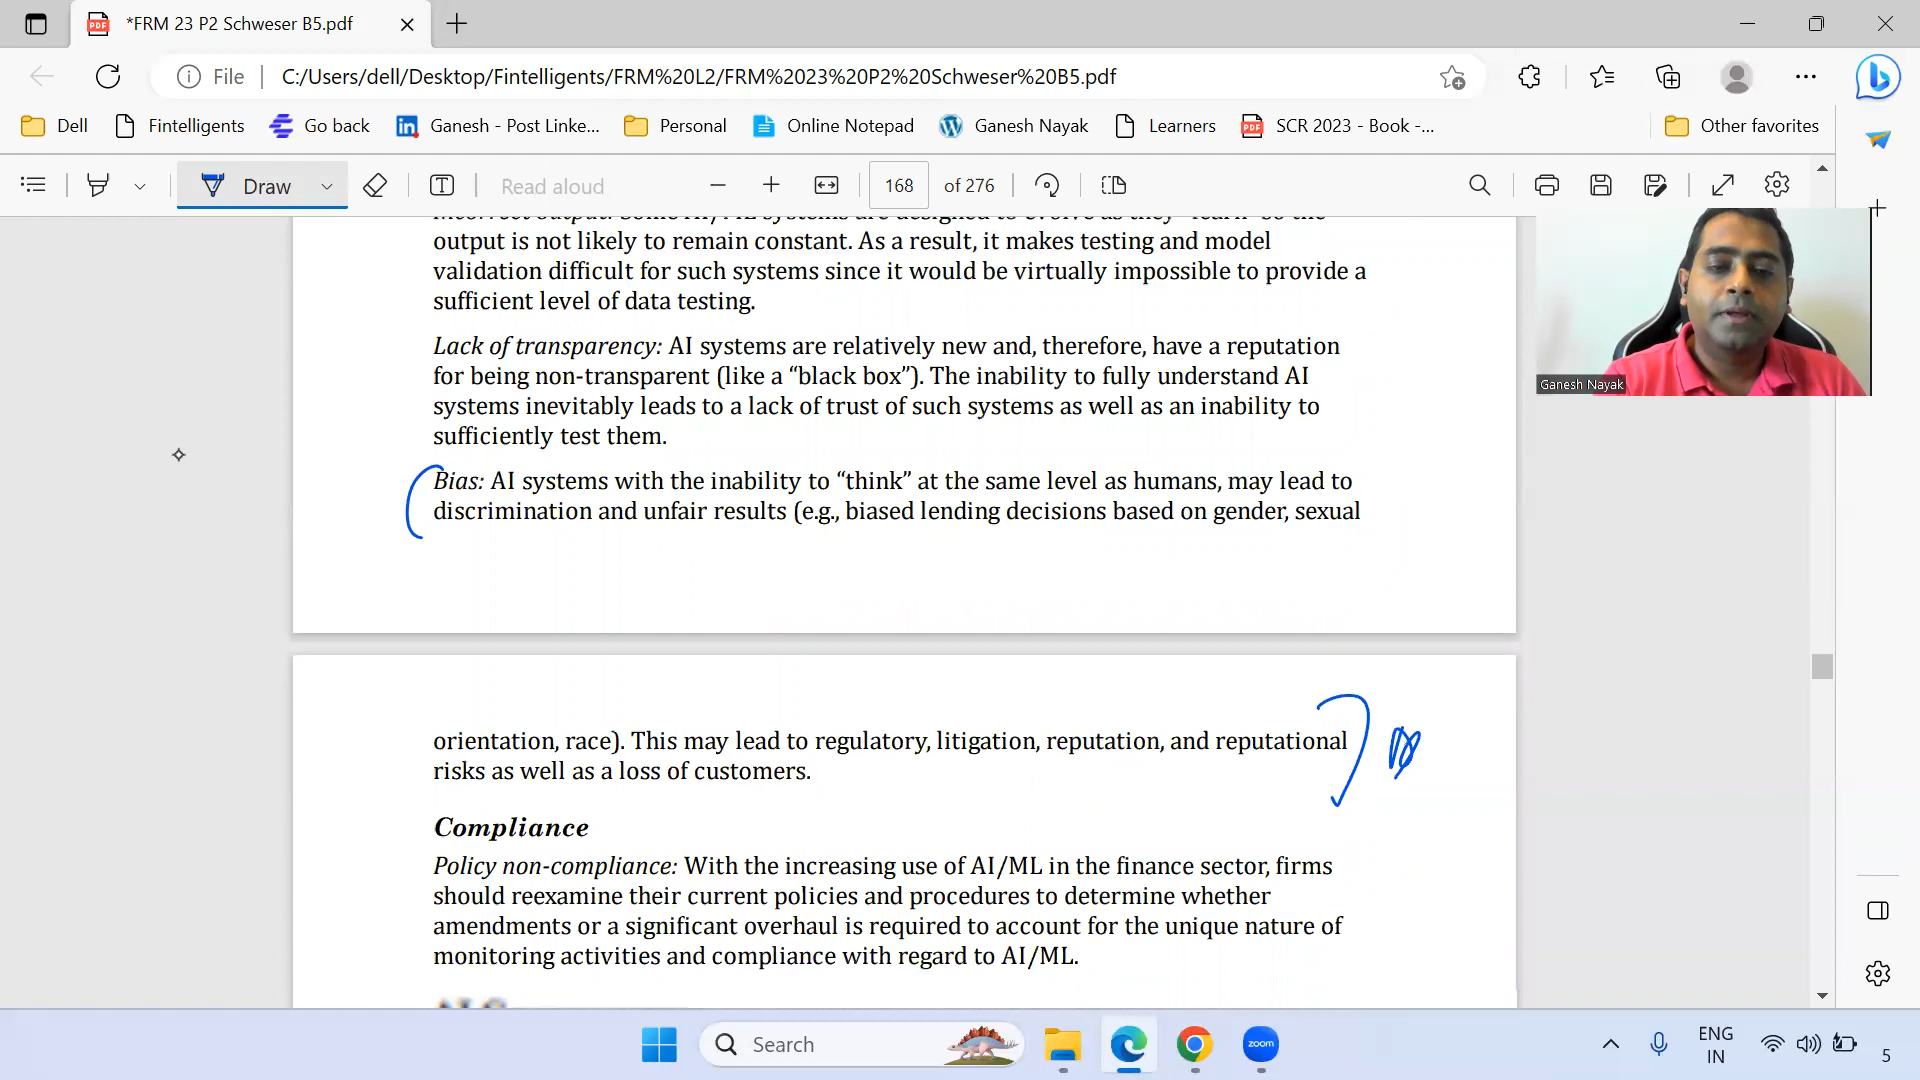 *FRM 23 P2 Schweser B5.pdf
File
C:/Users/dell/Desktop/Fintelligents/FRM%20L2/FRM%2023%20P2%20Schweser%20B5.pdf
Dell
Fintelligents
Go back
Ganesh - Post Linke...
Personal
Online Notepad
Ganesh Nayak
Learners
SCR 2023 - Book -...
Other favorites
Draw
Read aloud
168
of 276
Incorrect output: Some AI/ML systems are designed to evolve as they "learn" so the
output is not likely to remain constant. As a result, it makes testing and model
validation difficult for such systems since it would be virtually impossible to provide a
sufficient level of data testing.
Lack of transparency: AI systems are relatively new and, therefore, have a reputation
for being non-transparent (like a “black box”). The inability to fully understand AI
systems inevitably leads to a lack of trust of such systems as well as an inability to
sufficiently test them.
Bias: AI systems with the inability to “think” at the same level as humans, may lead to
discrimination and unfair results (e.g., biased lending decisions based on gender, sexual
orientation, race). This may lead to regulatory, litigation, reputation, and reputational
risks as well as a loss of customers.
Compliance
Policy non-compliance: With the increasing use of AI/ML in the finance sector, firms
should reexamine their current policies and procedures to determine whether
amendments or a significant overhaul is required to account for the unique nature of
monitoring activities and compliance with regard to AI/ML.
Ganesh Nayak
Search
zoom
ENG
IN
5